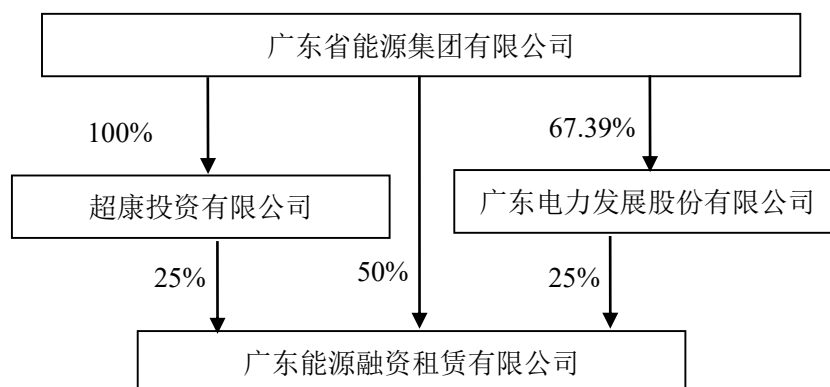 广东省能源集团有限公司
100%
67.39%
超康投资有限公司
广东电力发展股份有限公司
25%
50%
25%
广东能源融资租赁有限公司